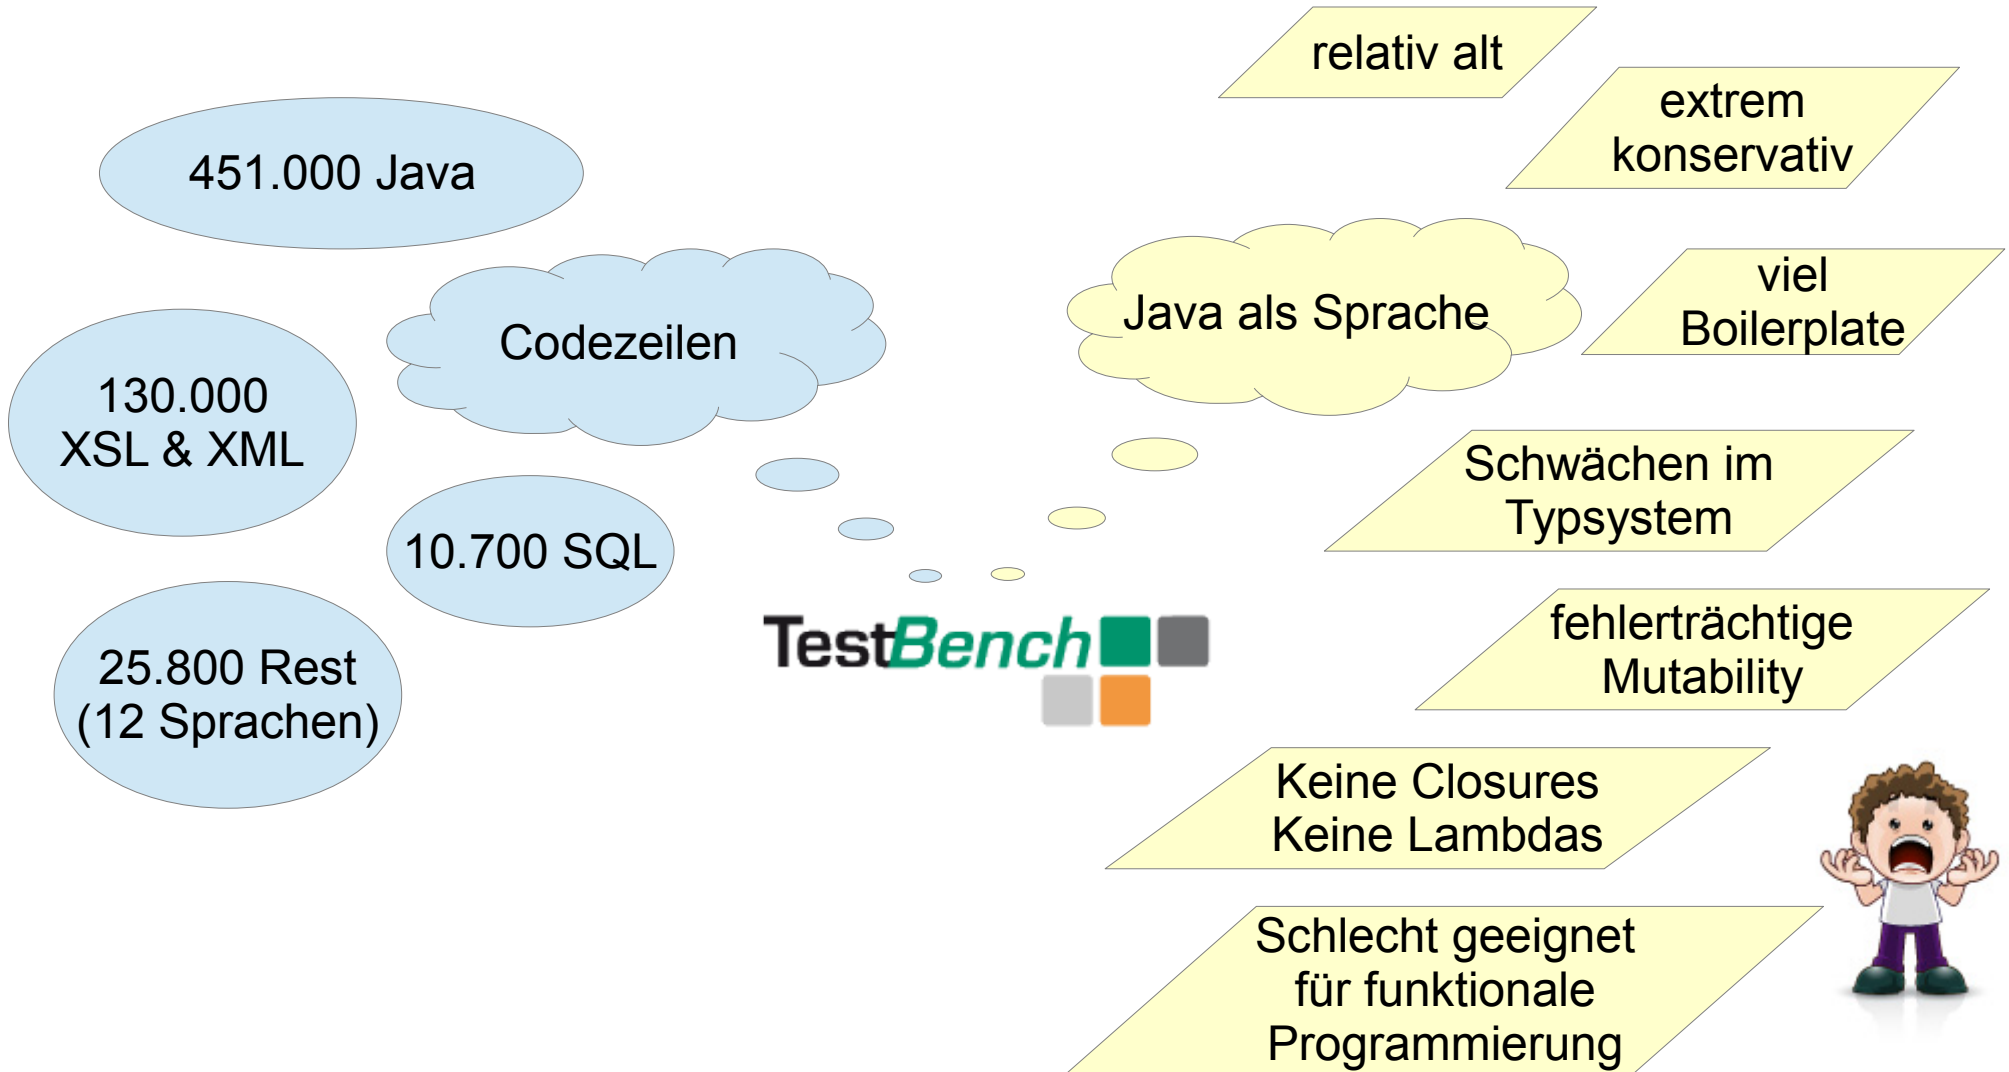 451.000 Java
Codezeilen
130.000
XSL & XML
10.700 SQL
25.800 Rest
(12 Sprachen)
TestBench
Java als Sprache
relativ alt
extrem
konservativ
viel
Boilerplate
Schwächen im
Typsystem
fehlerträchtige
Mutability
Keine Closures
Keine Lambdas
Schlecht geeignet
für funktionale
Programmierung